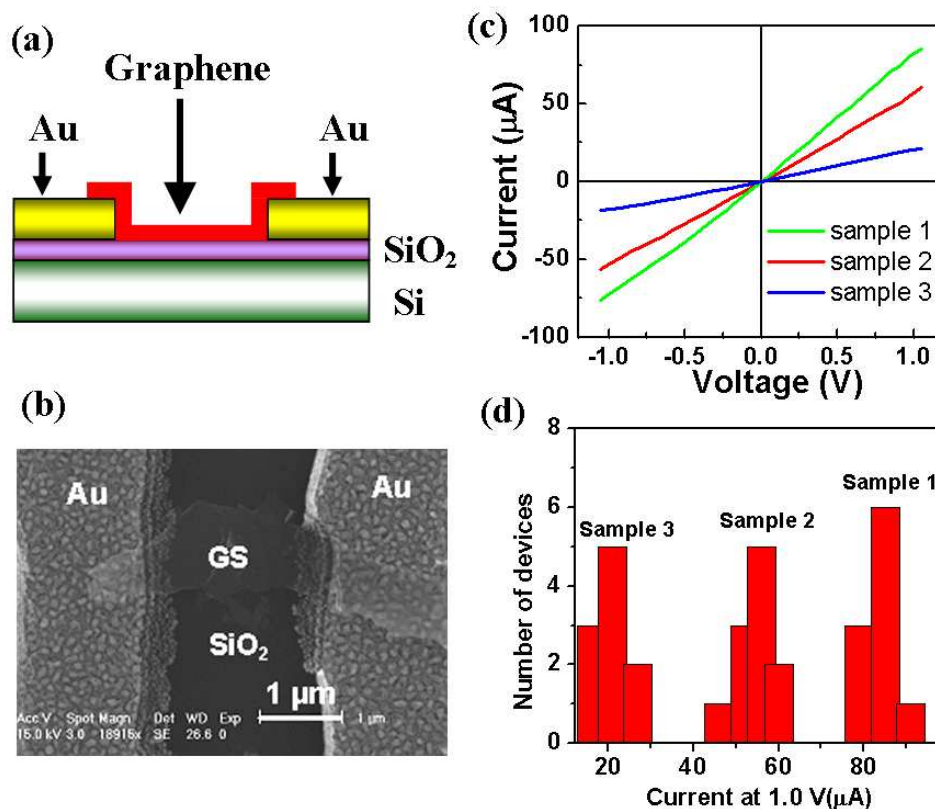 (a)
Graphene
Au
Au
SiO₂
Si
(b)
Au
Au
GS
SiO₂
1 μm
Acc.V Spot Magn Det WD Exp
15.0 kV 3.0 18915x SE 26.6 0
1 μm
(c)
Current (μA)
100
50
0
-50
-100
sample 1
sample 2
sample 3
-1.0 -0.5 0.0 0.5 1.0
Voltage (V)
(d)
Number of devices
8
6
4
2
0
Sample 3
Sample 2
Sample 1
20 40 60 80
Current at 1.0 V(μA)